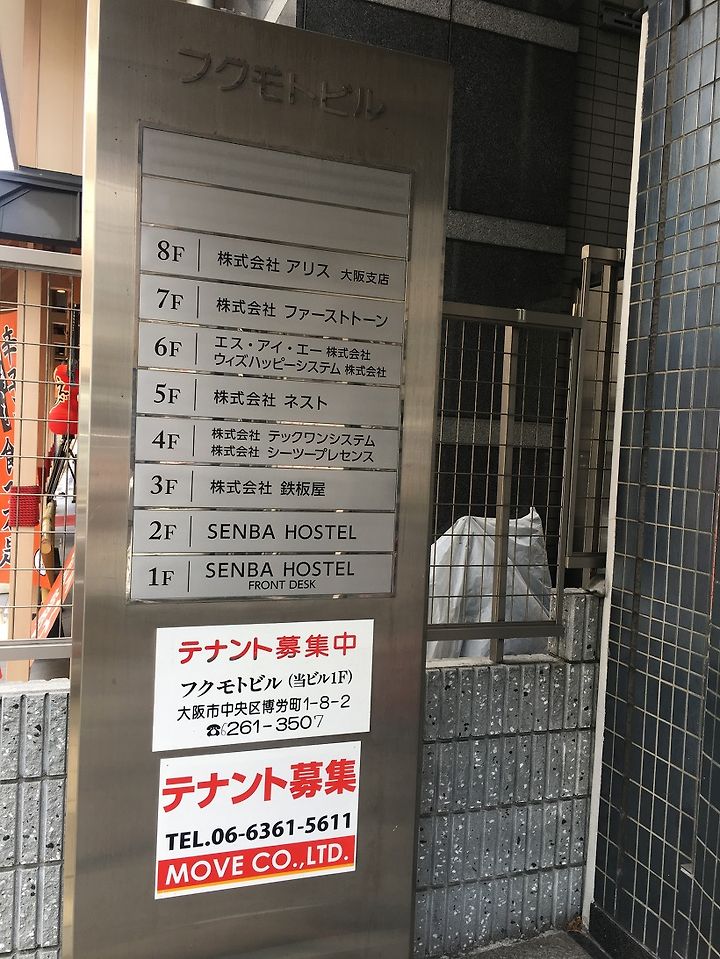 フクモトビル
8F 株式会社 アリス 大阪支店
7F 株式会社 ファーストトーン
6F エス・アイ・エー 株式会社
ウィズハッピーシステム 株式会社
5F 株式会社 ネスト
4F 株式会社 テックワンシステム
株式会社 シーツープレセンス
3F 株式会社 鉄板屋
2F SENBA HOSTEL
1F SENBA HOSTEL
FRONT DESK
テナント募集中
フクモトビル (当ビル1F)
大阪市中央区博労町1-8-2
☎6261-3507
テナント募集
TEL.06-6361-5611
MOVE CO.,LTD.